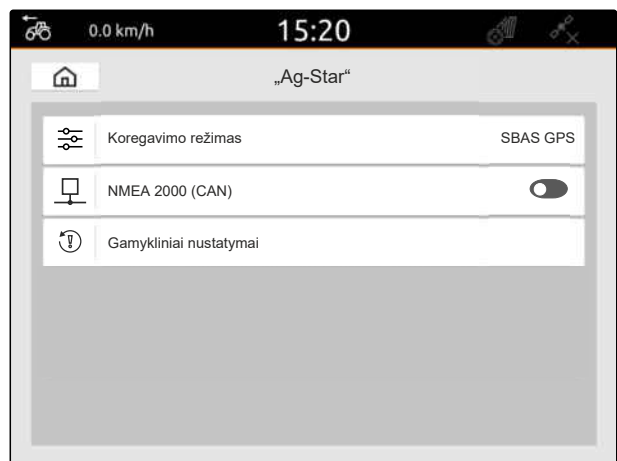 0.0 km/h 15:20
„Ag-Star“
Koregavimo režimas SBAS GPS
NMEA 2000 (CAN)
Gamykliniai nustatymai